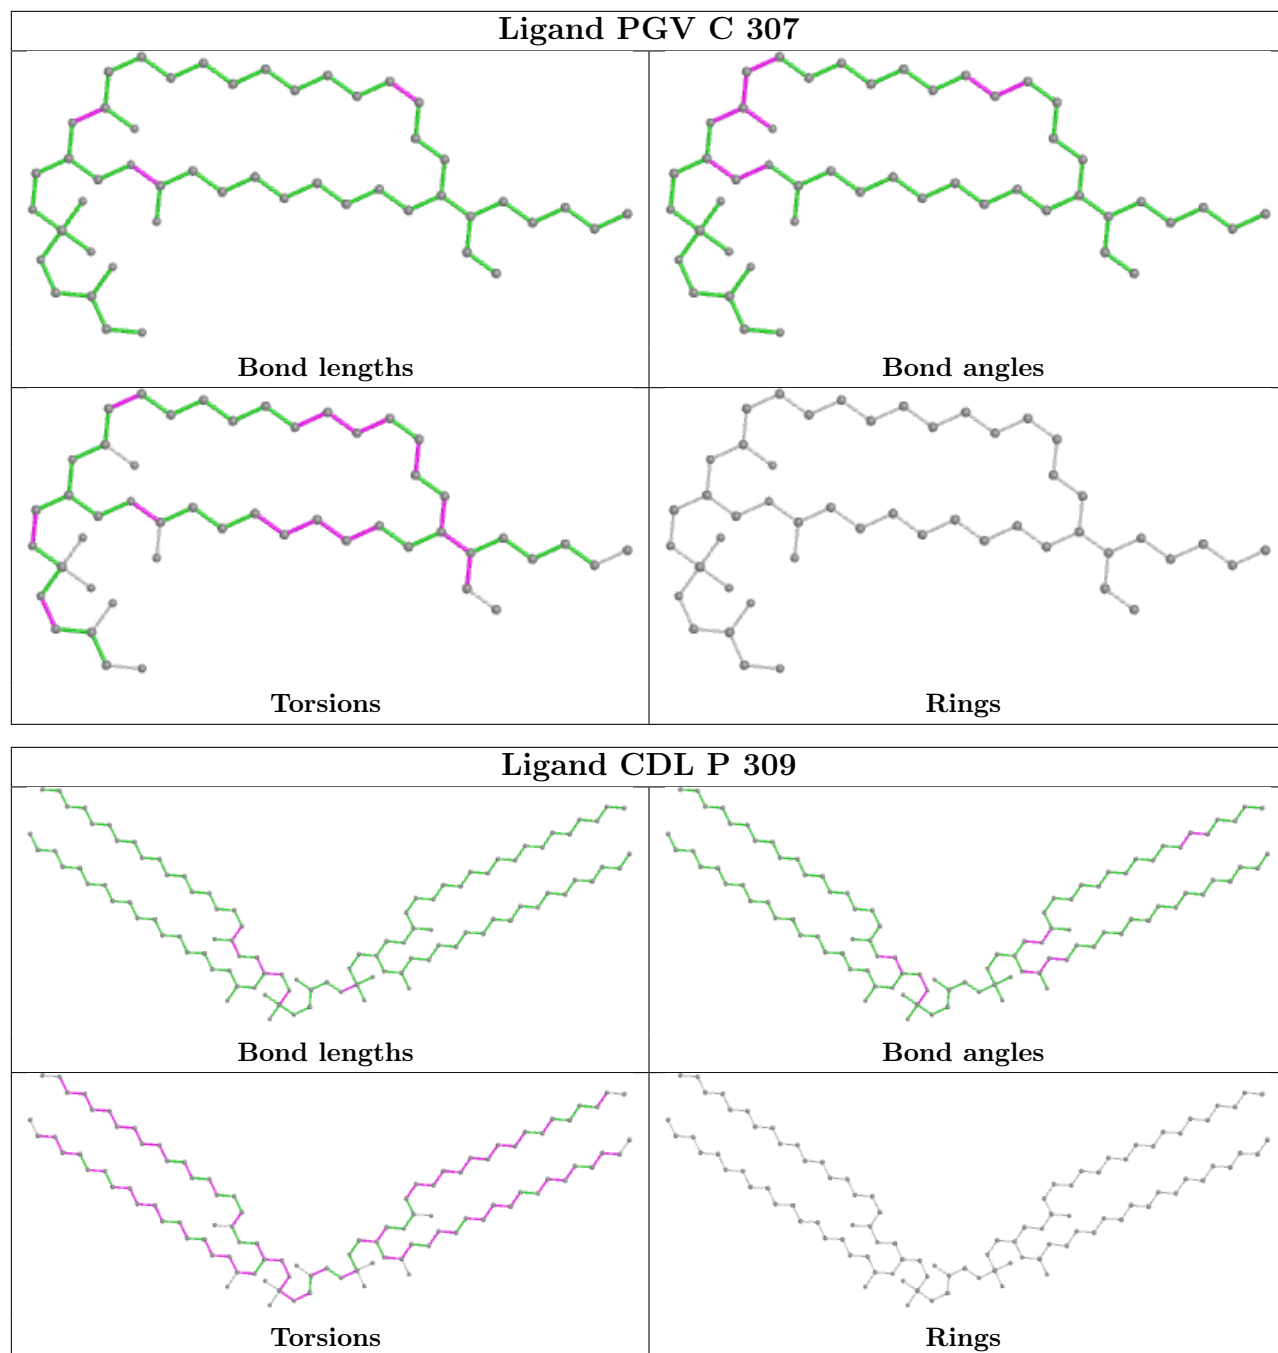 Ligand PGV C 307
Bond lengths
Bond angles
Torsions
Rings
Ligand CDL P 309
Bond lengths
Bond angles
Torsions
Rings